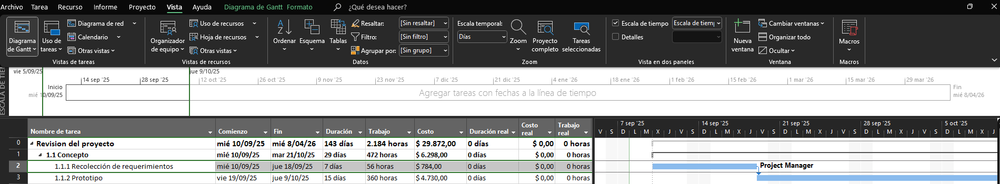 Archivo Tarea Recurso Informe Proyecto Vista Ayuda Diagrama de Gantt Formato ¿Qué desea hacer?
Diagrama de Gantt
Uso de tareas
Diagrama de red
Calendario
Otras vistas
Vistas de tareas
Organizador de equipo
Uso de recursos
Hoja de recursos
Otras vistas
Vistas de recursos
Ordenar
Esquema
Tablas
Resaltar: [Sin resaltar]
Filtro: [Sin filtro]
Agrupar por: [Sin grupo]
Datos
Escala temporal:
Días
Zoom
Proyecto completo
Tareas seleccionadas
Zoom
Escala de tiempo Escala de tiem
Detalles
Vista en dos paneles
Nueva ventana
Cambiar ventanas
Organizar todo
Ocultar
Ventana
Macros
Macros
ESCALA DE TIE
vie 5/09/25 jue 9/10/25
14 sep '25 28 sep '25 12 oct '25 26 oct '25 9 nov '25 23 nov '25 7 dic '25 21 dic '25 4 ene '26 18 ene '26 1 feb '26 15 feb '26 1 mar '26 15 mar '26 29 mar '26
Inicio
mié 10/09/25
Agregar tareas con fechas a la línea de tiempo
Fin
mié 8/04/26
Nombre de tarea Comienzo Fin Duración Trabajo Costo Duración real Costo real Trabajo real
7 sep '25 14 sep '25 21 sep '25 28 sep '25 5 oct '25
V S D L M X J V S D L M X J V S D L M X J V S D L M X J V S D L M X J
0 Revision del proyecto mié 10/09/25 mié 8/04/26 143 días 2.184 horas $ 29.872,00 0 días $ 0,00 0 horas
1 1.1 Concepto mié 10/09/25 mar 21/10/25 29 días 472 horas $ 6.298,00 0 días $ 0,00 0 horas
2 1.1.1 Recolección de requerimientos mié 10/09/25 jue 18/09/25 7 días 56 horas $ 784,00 0 días $ 0,00 0 horas Project Manager
3 1.1.2 Prototipo vie 19/09/25 jue 9/10/25 15 días 360 horas $ 4.730,00 0 días $ 0,00 0 horas